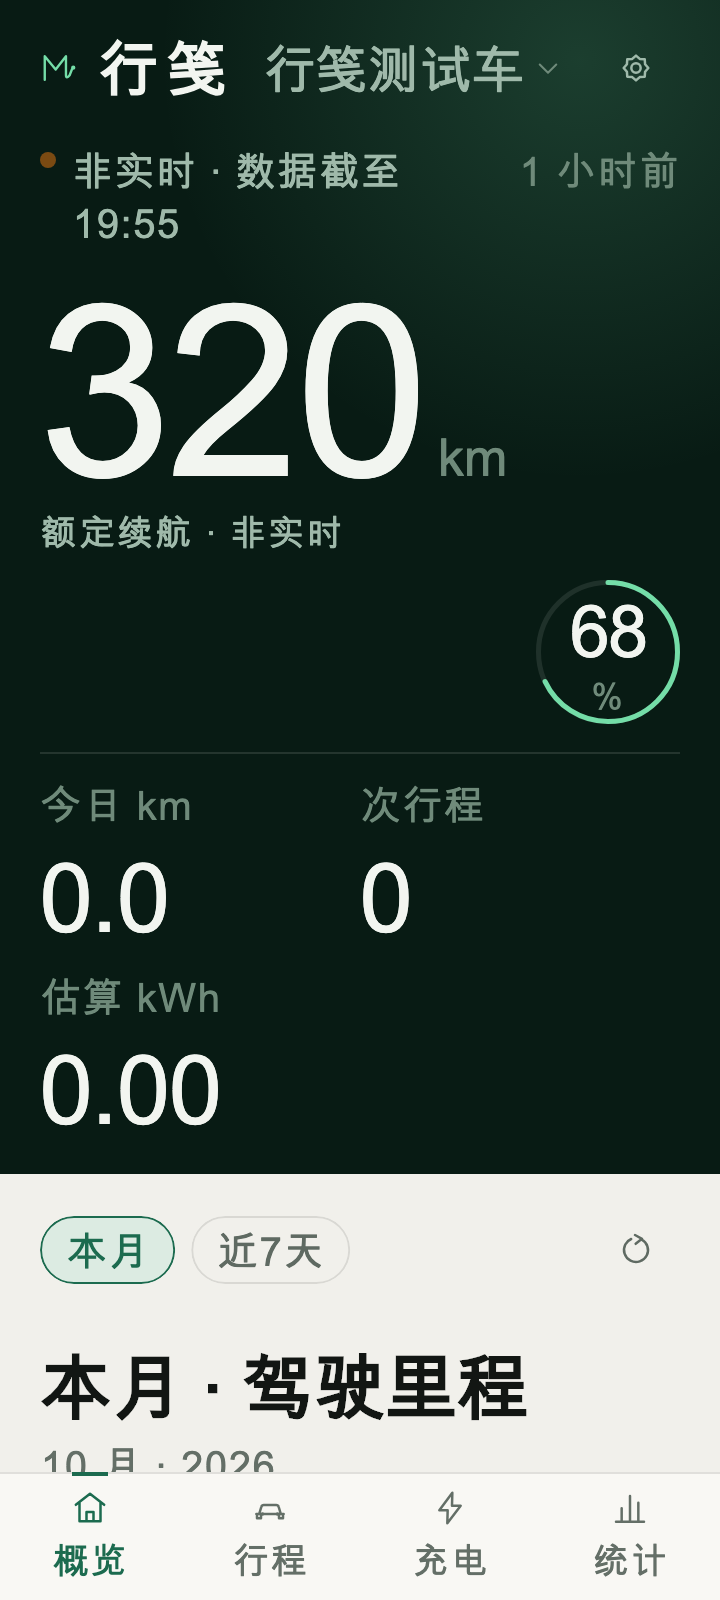 行笺 行笺测试车
非实时 · 数据截至 1 小时前
19:55
320 km
额定续航 · 非实时
68
%
今日 km 次行程
0.0 0
估算 kWh
0.00
本月 近7天
本月 · 驾驶里程
10 月 · 2026
概览 行程 充电 统计